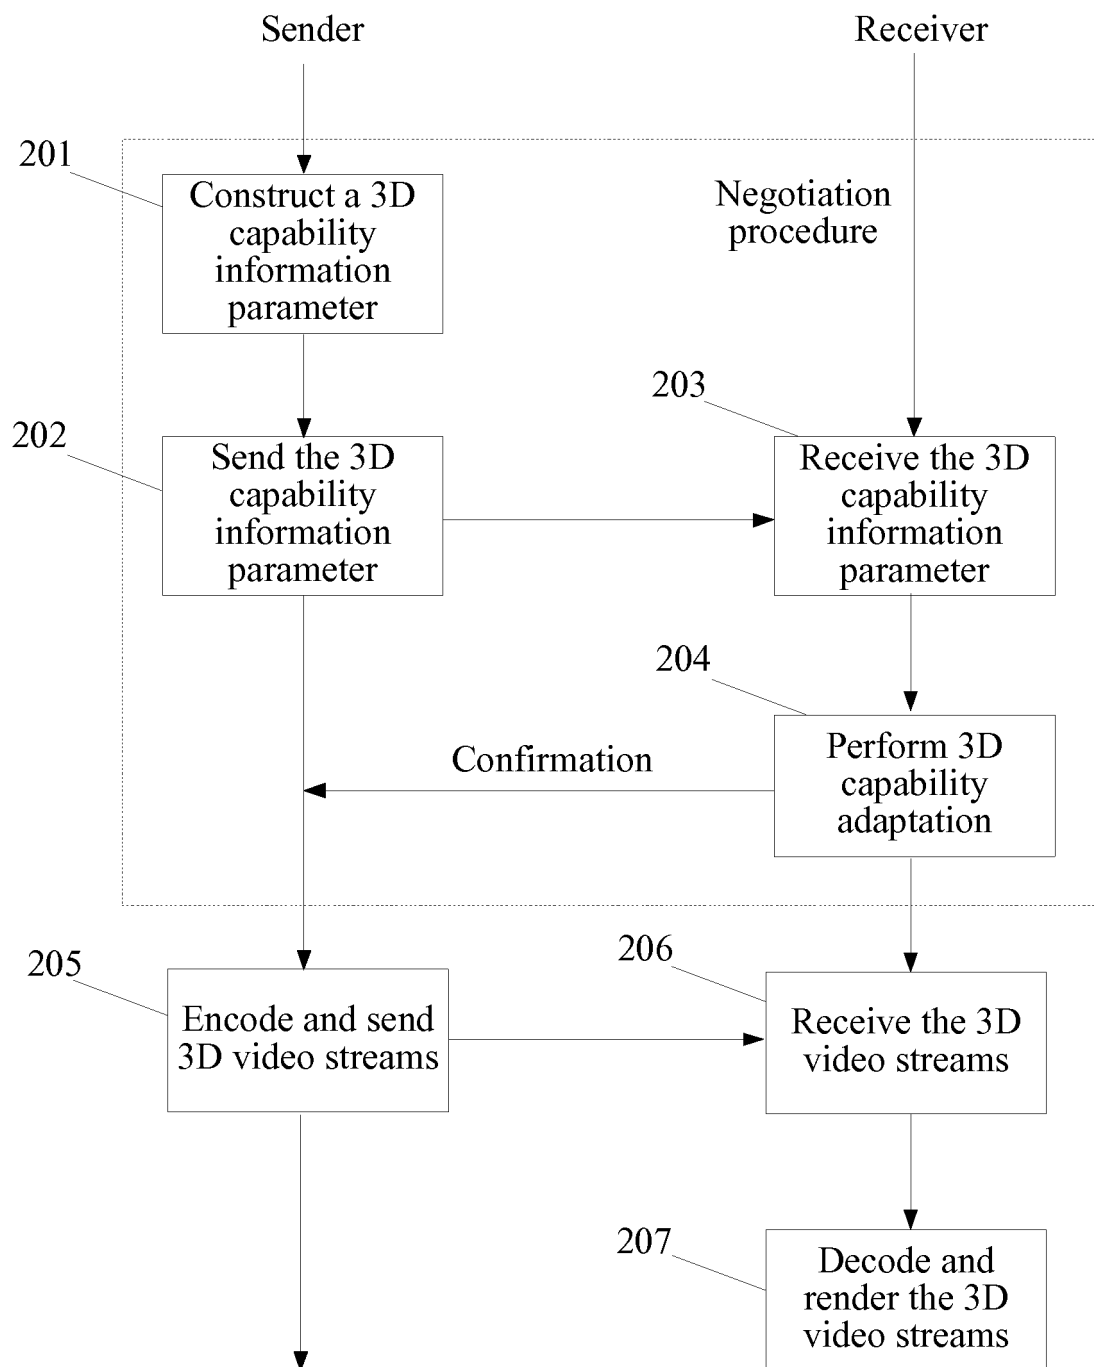 Sender
Receiver
201
Construct a 3D
capability
information
parameter
Negotiation
procedure
203
202
Send the 3D
capability
information
parameter
Receive the 3D
capability
information
parameter
204
Confirmation
Perform 3D
capability
adaptation
205
206
Encode and send
3D video streams
Receive the 3D
video streams
207
Decode and
render the 3D
video streams